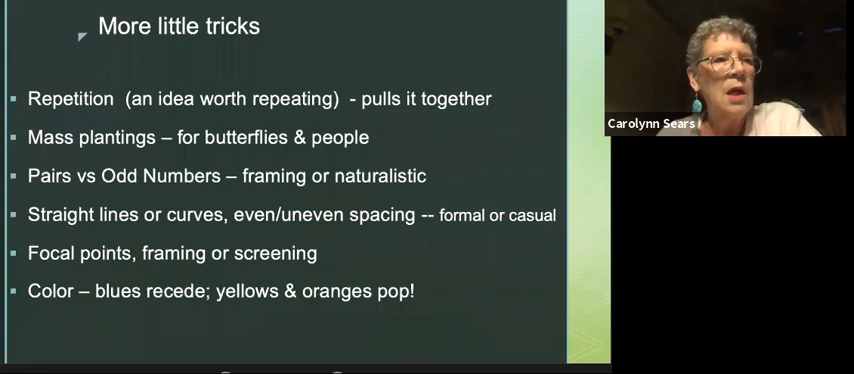 More little tricks
Repetition (an idea worth repeating) - pulls it together
Mass plantings – for butterflies & people
Pairs vs Odd Numbers – framing or naturalistic
Straight lines or curves, even/uneven spacing -- formal or casual
Focal points, framing or screening
Color – blues recede; yellows & oranges pop!
Carolynn Sears